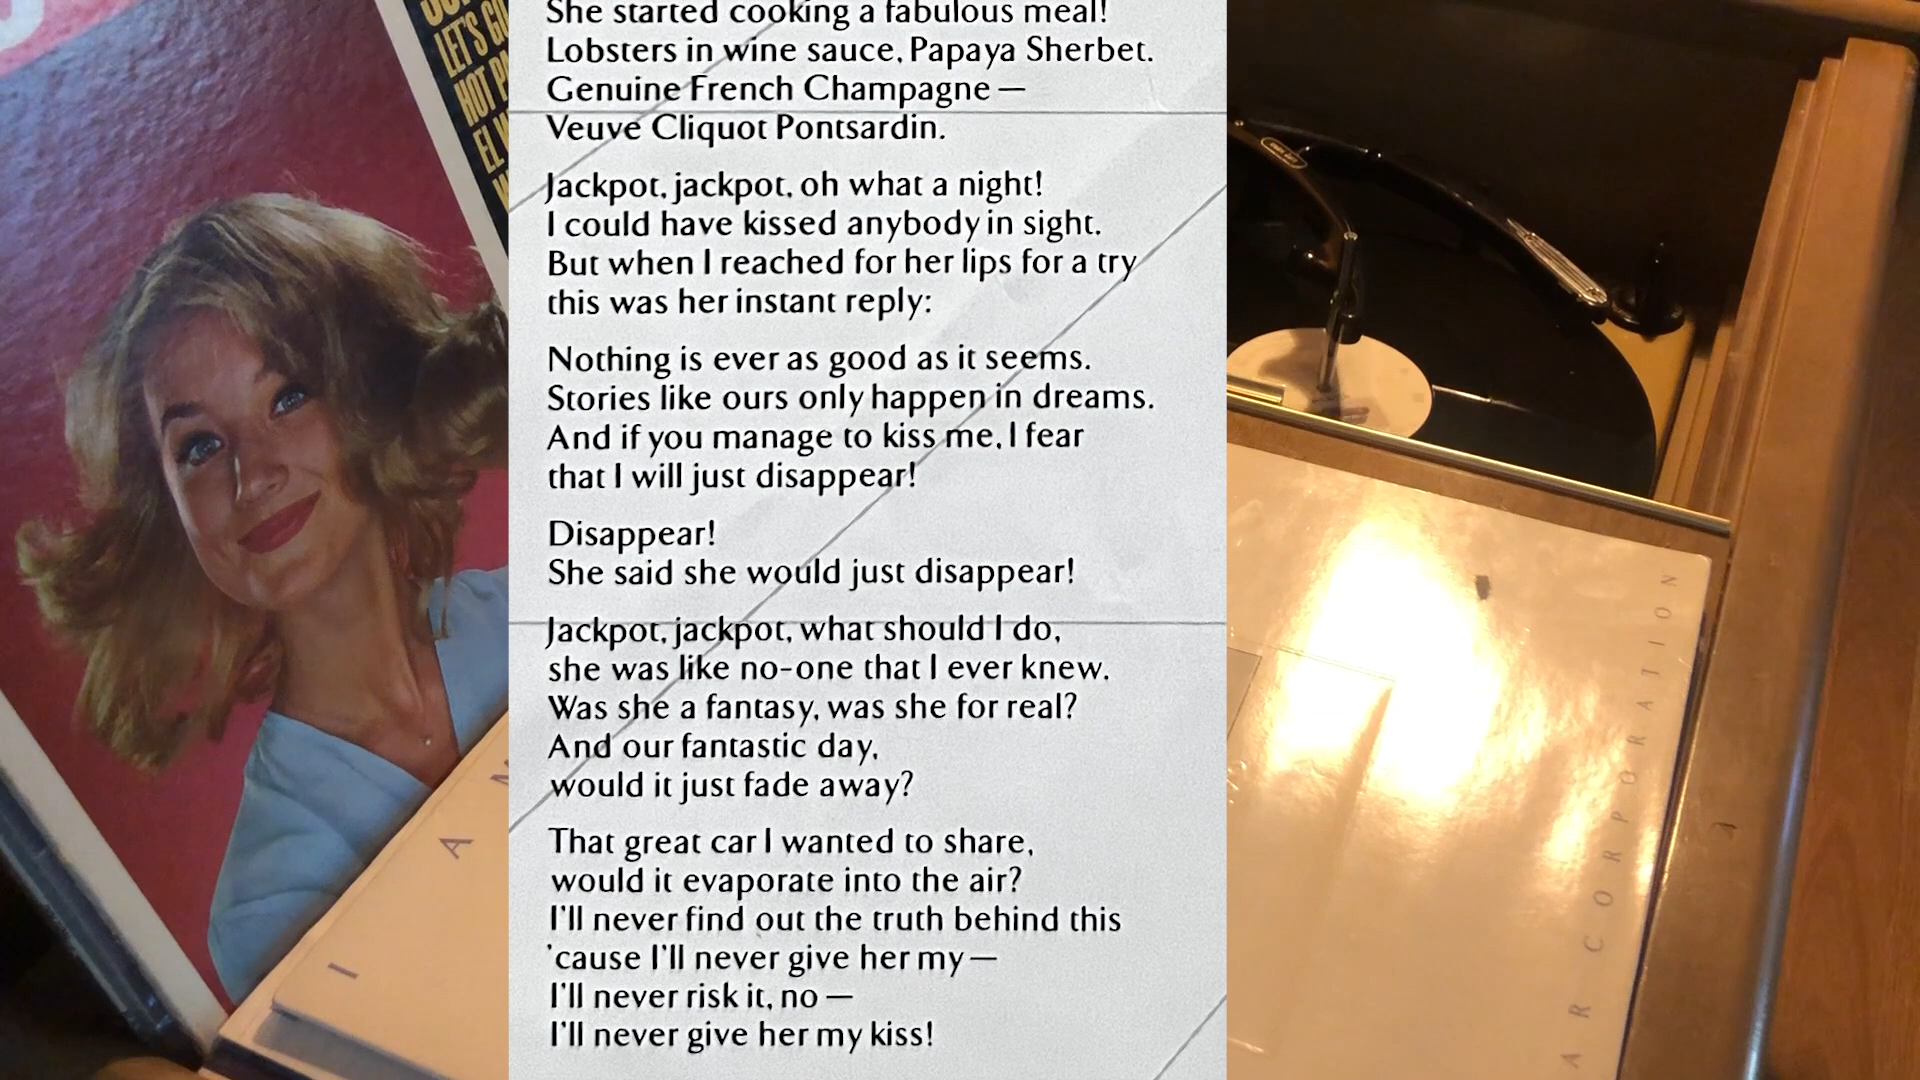 LET'S GO
HOT P
EL W
I A M
She started cooking a fabulous meal!
Lobsters in wine sauce, Papaya Sherbet.
Genuine French Champagne —
Veuve Cliquot Pontsardin.
Jackpot, jackpot, oh what a night!
I could have kissed anybody in sight.
But when I reached for her lips for a try
this was her instant reply:
Nothing is ever as good as it seems.
Stories like ours only happen in dreams.
And if you manage to kiss me, I fear
that I will just disappear!
Disappear!
She said she would just disappear!
Jackpot, jackpot, what should I do,
she was like no-one that I ever knew.
Was she a fantasy, was she for real?
And our fantastic day,
would it just fade away?
That great car I wanted to share,
would it evaporate into the air?
I'll never find out the truth behind this
'cause I'll never give her my —
I'll never risk it, no —
I'll never give her my kiss!
A R C O R P O R A T I O N